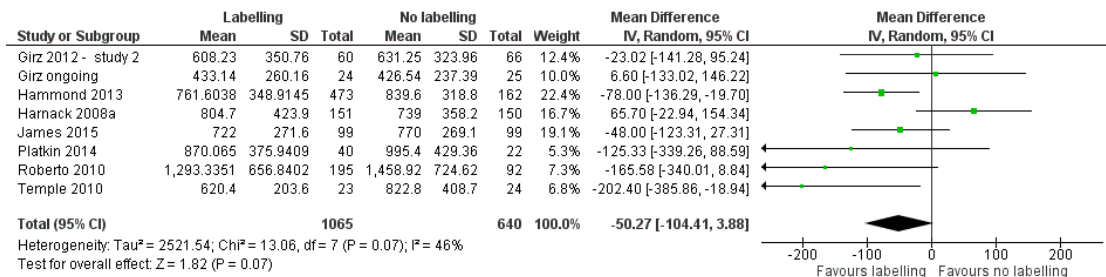 Labelling No labelling Mean Difference Mean Difference
Study or Subgroup Mean SD Total Mean SD Total Weight IV, Random, 95% CI IV, Random, 95% CI
Girz 2012 - study 2 608.23 350.76 60 631.25 323.96 66 12.4% -23.02 [-141.28, 95.24]
Girz ongoing 433.14 260.16 24 426.54 237.39 25 10.0% 6.60 [-133.02, 146.22]
Hammond 2013 761.6038 348.9145 473 839.6 318.8 162 22.4% -78.00 [-136.29, -19.70]
Harnack 2008a 804.7 423.9 151 739 358.2 150 16.7% 65.70 [-22.94, 154.34]
James 2015 722 271.6 99 770 269.1 99 19.1% -48.00 [-123.31, 27.31]
Platkin 2014 870.065 375.9409 40 995.4 429.36 22 5.3% -125.33 [-339.26, 88.59]
Roberto 2010 1,293.3351 656.8402 195 1,458.92 724.62 92 7.3% -165.58 [-340.01, 8.84]
Temple 2010 620.4 203.6 23 822.8 408.7 24 6.8% -202.40 [-385.86, -18.94]
Total (95% CI) 1065 640 100.0% -50.27 [-104.41, 3.88]
Heterogeneity: Tau² = 2521.54; Chi² = 13.06, df = 7 (P = 0.07); I² = 46%
Test for overall effect: Z = 1.82 (P = 0.07)
-200 -100 0 100 200
Favours labelling Favours no labelling